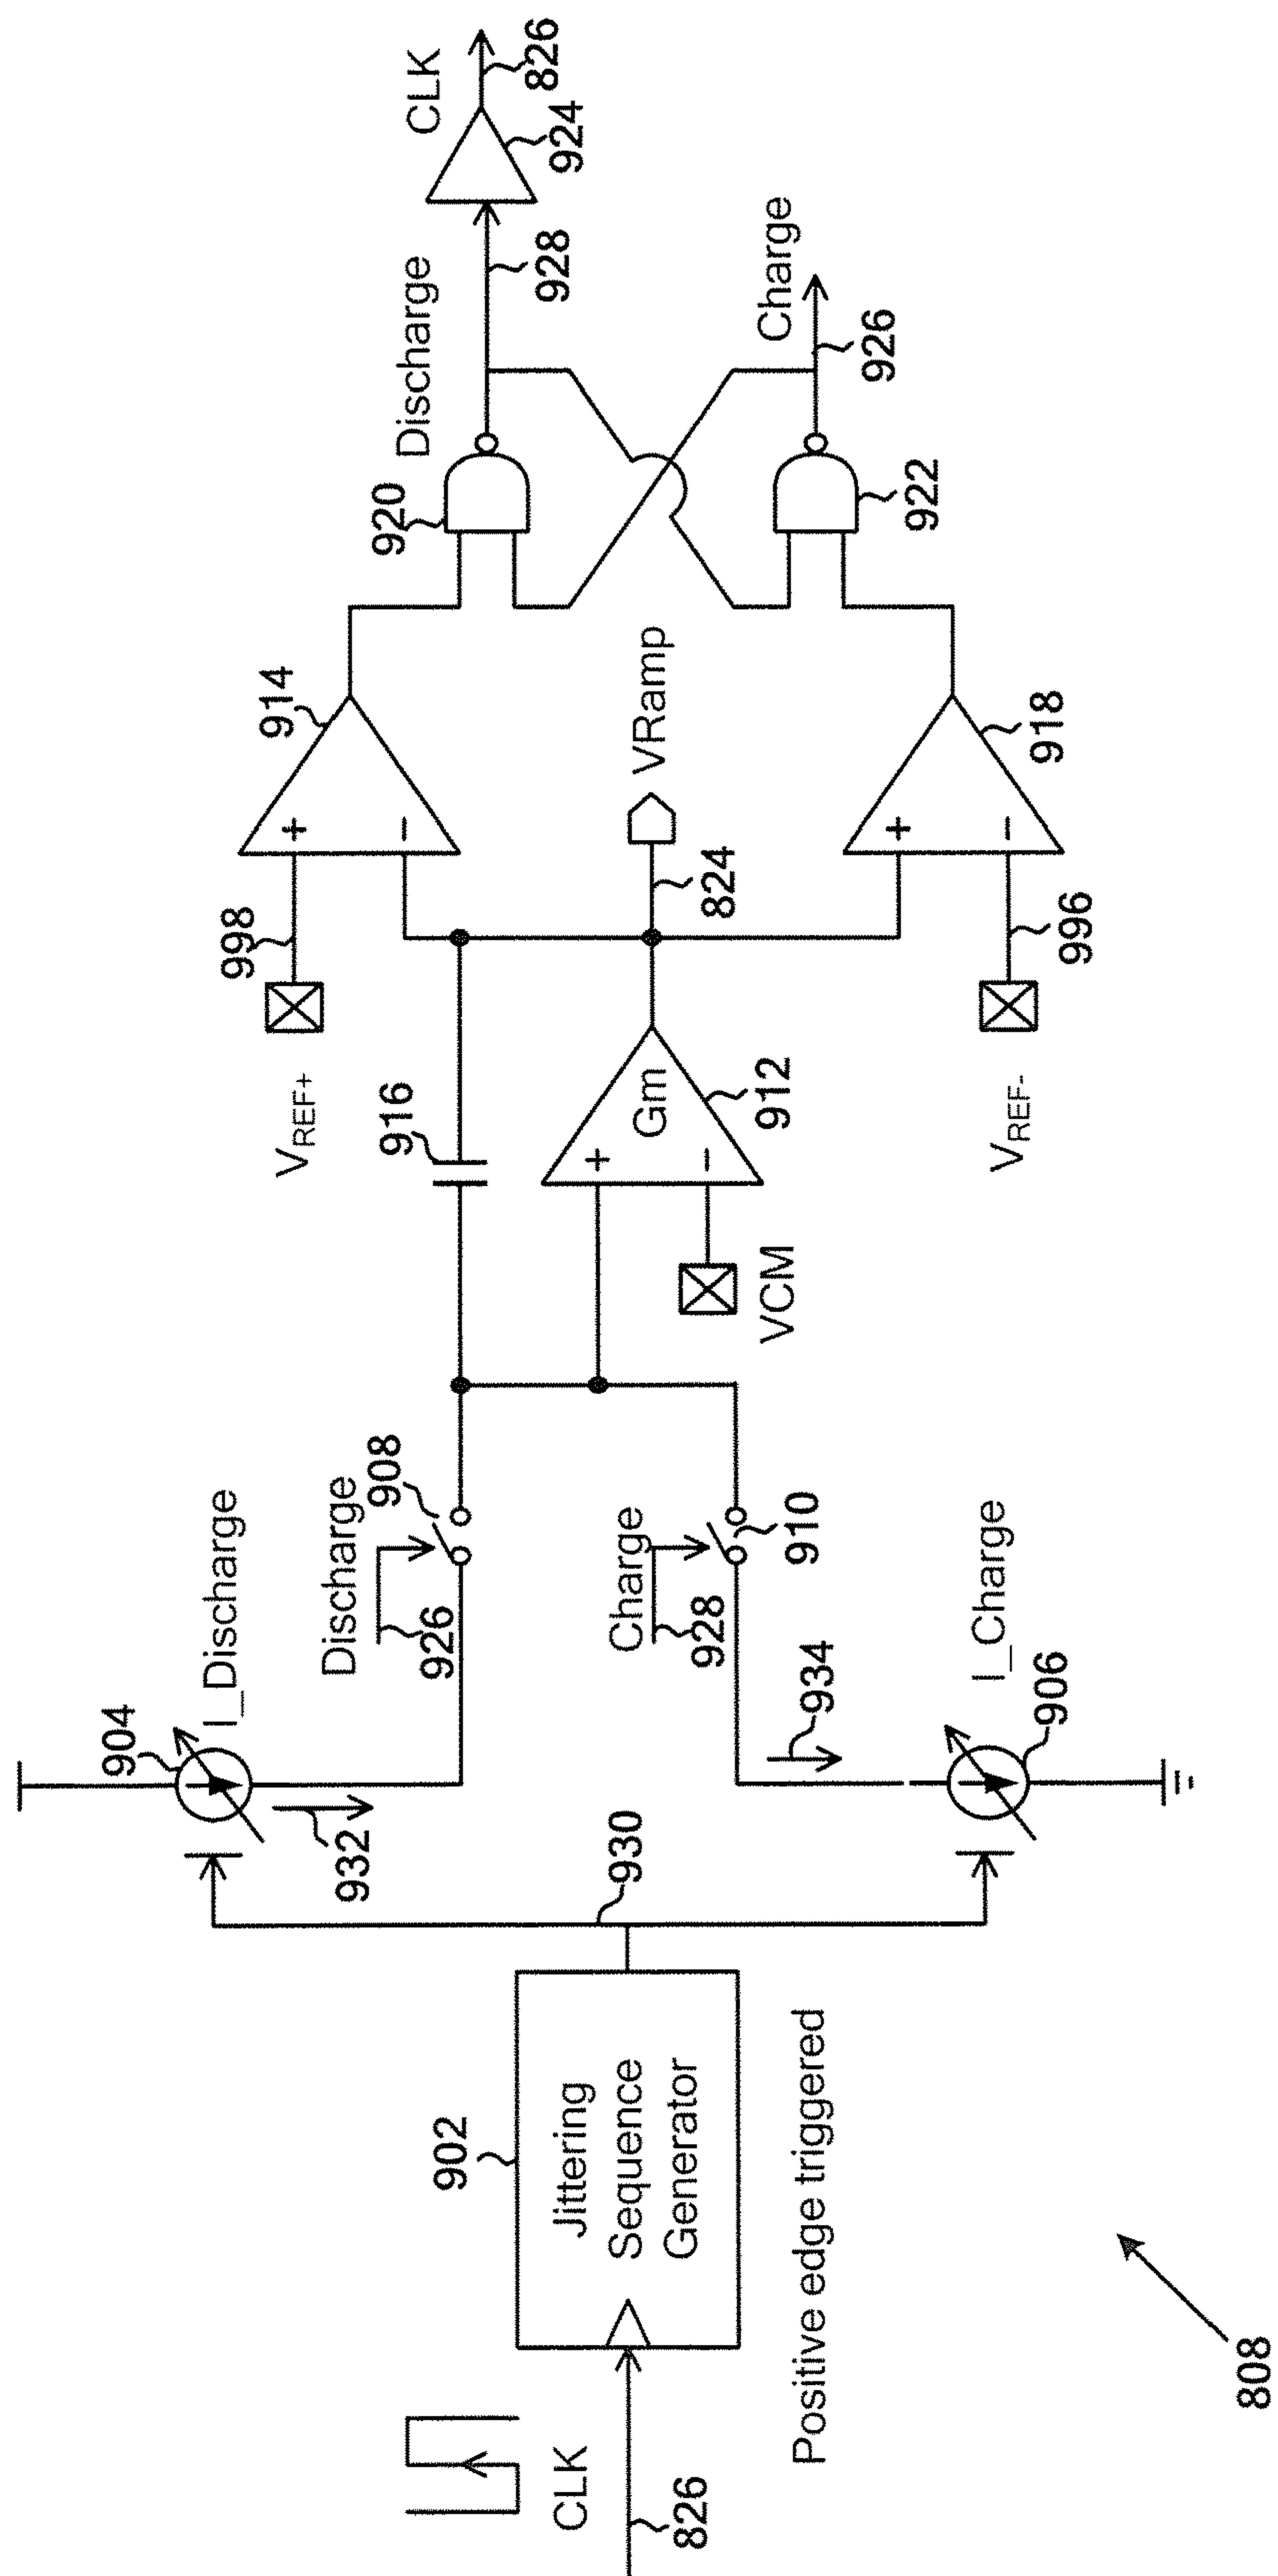 CLK
826
902
Jittering
Sequence
Generator
Positive edge triggered
930
904
I_Discharge
932
Discharge
926
908
Charge
928
910
934
I_Charge
906
916
Gm
+
−
912
VCM
VREF+
998
+
−
914
VRamp
824
VREF-
996
+
−
918
920
Discharge
928
922
Charge
926
CLK
924
826
808